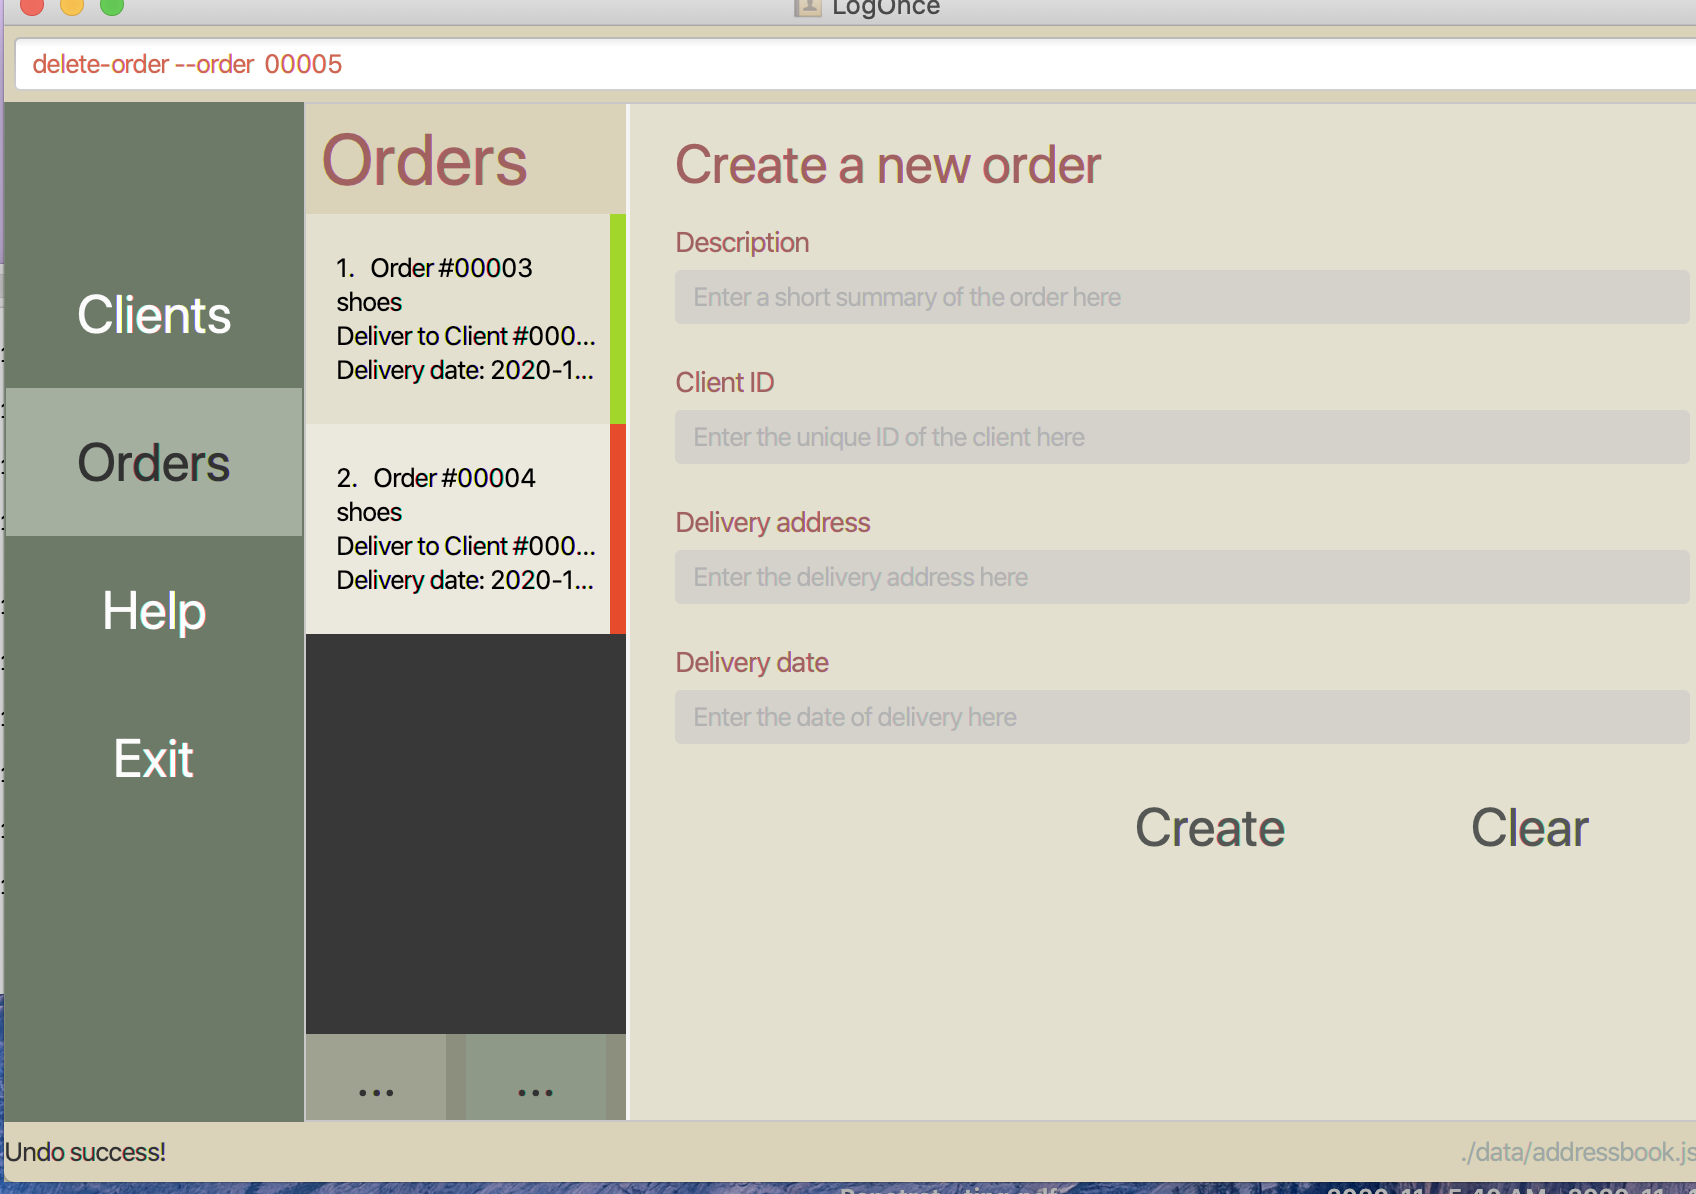 LogOnce
delete-order --order 00005
Clients
Orders
Help
Exit
Orders
1. Order #00003
shoes
Deliver to Client #000...
Delivery date: 2020-1...
2. Order #00004
shoes
Deliver to Client #000...
Delivery date: 2020-1...
...
...
Create a new order
Description
Enter a short summary of the order here
Client ID
Enter the unique ID of the client here
Delivery address
Enter the delivery address here
Delivery date
Enter the date of delivery here
Create
Clear
Undo success!
./data/addressbook.js